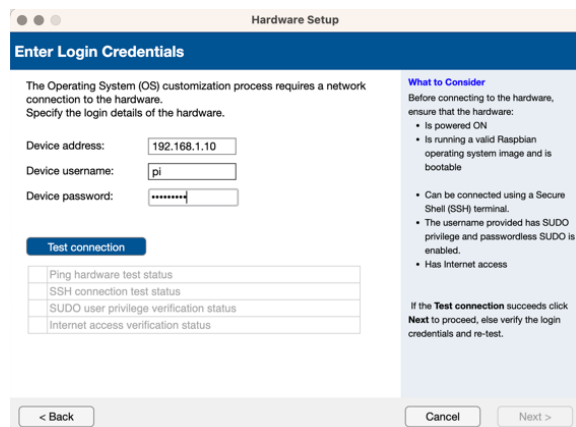 Hardware Setup
Enter Login Credentials
The Operating System (OS) customization process requires a network
connection to the hardware.
Specify the login details of the hardware.
Device address: 192.168.1.10
Device username: pi
Device password: •••••••••
Test connection
Ping hardware test status
SSH connection test status
SUDO user privilege verification status
Internet access verification status
What to Consider
Before connecting to the hardware,
ensure that the hardware:
• Is powered ON
• Is running a valid Raspbian
operating system image and is
bootable
• Can be connected using a Secure
Shell (SSH) terminal.
• The username provided has SUDO
privilege and passwordless SUDO is
enabled.
• Has Internet access
If the Test connection succeeds click
Next to proceed, else verify the login
credentials and re-test.
< Back
Cancel
Next >